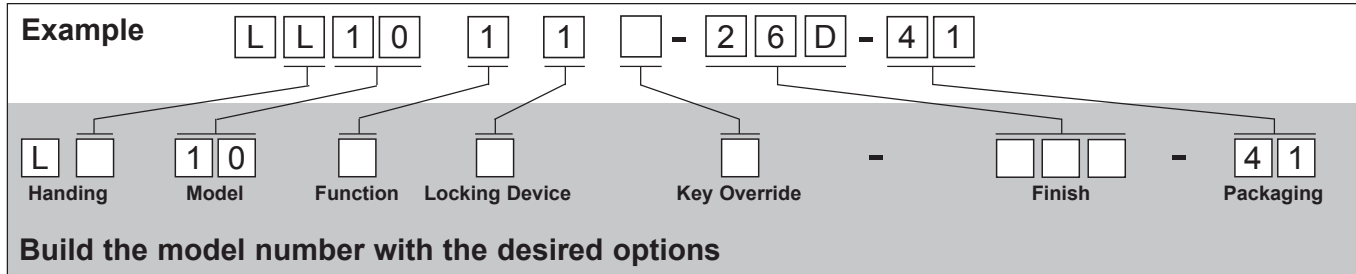 Example L L 1 0 1 1 - 2 6 D - 4 1
L 1 0 - - 4 1
Handing Model Function Locking Device Key Override Finish Packaging
Build the model number with the desired options